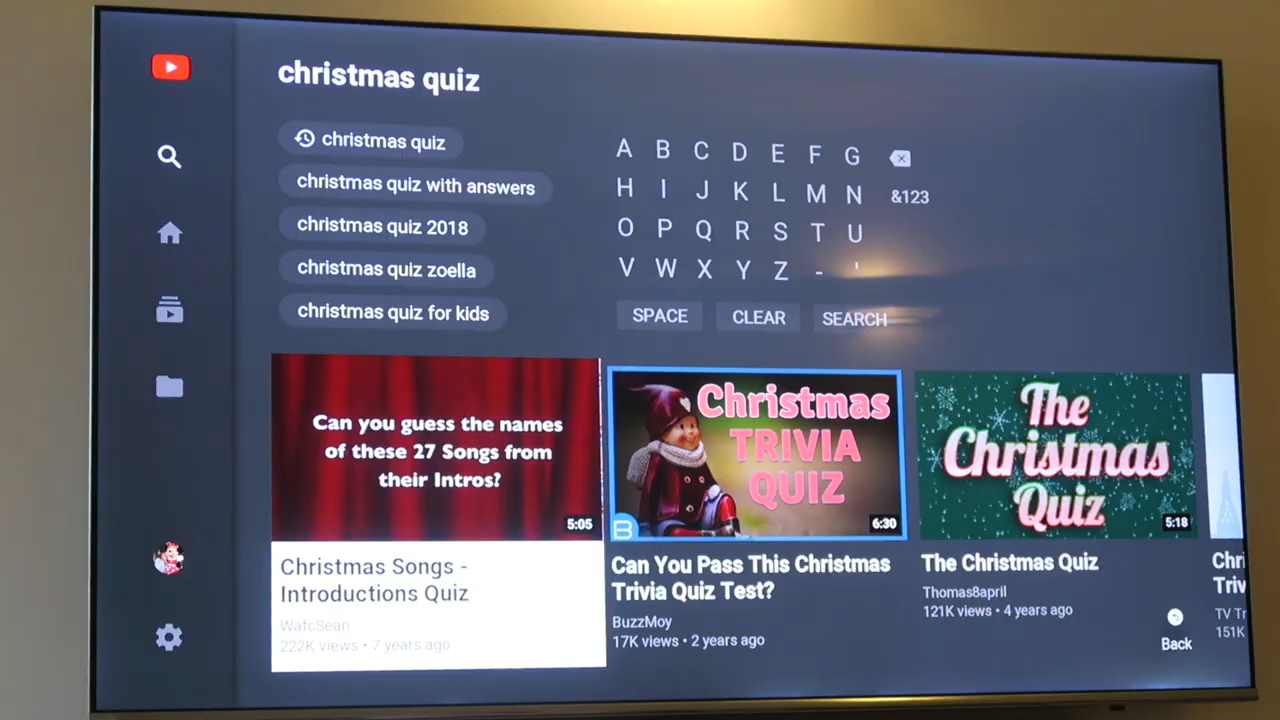 christmas quiz
christmas quiz
christmas quiz with answers
christmas quiz 2018
christmas quiz zoella
christmas quiz for kids
A B C D E F G
H I J K L M N &123
O P Q R S T U
V W X Y Z - '
SPACE CLEAR SEARCH
Can you guess the names
of these 27 Songs from
their Intros?
5:05
Christmas Songs -
Introductions Quiz
WafcSean
222K views • 7 years ago
Christmas
TRIVIA
QUIZ
B
6:30
Can You Pass This Christmas
Trivia Quiz Test?
BuzzMoy
17K views • 2 years ago
The
Christmas
Quiz
5:18
The Christmas Quiz
Thomas8april
121K views • 4 years ago
Chri
Triv
TV Tr
151K
Back